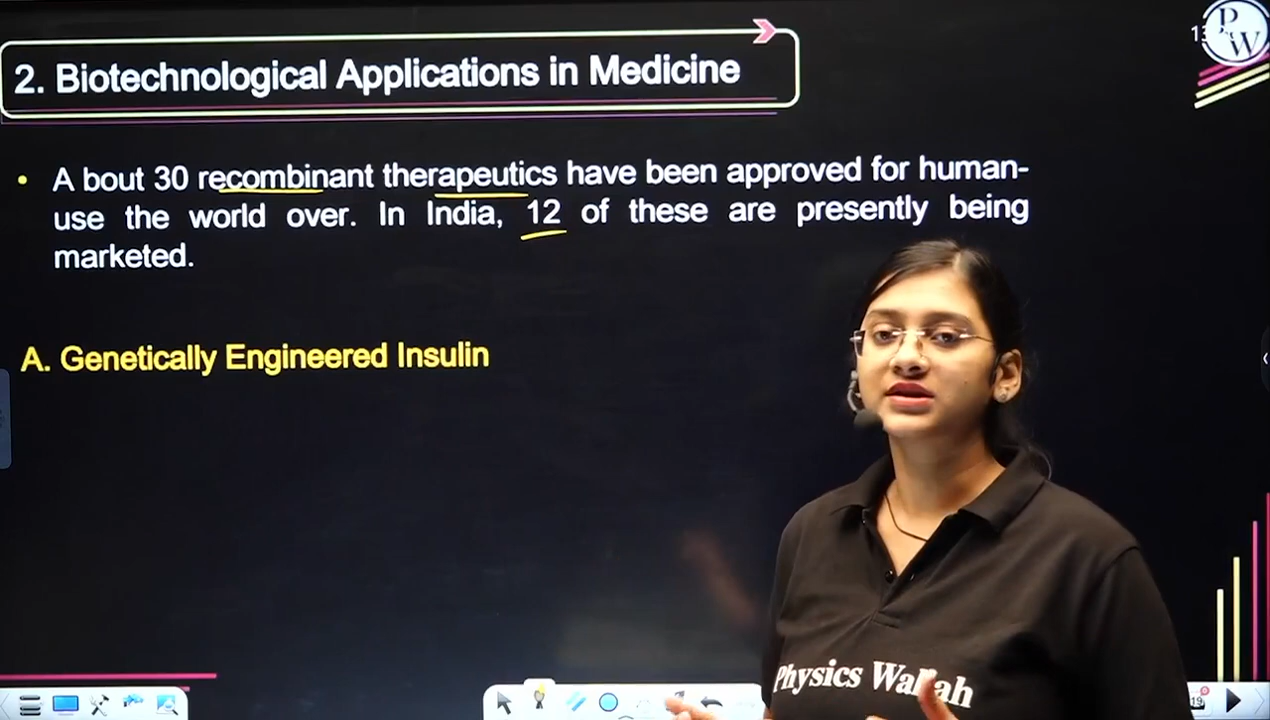 2. Biotechnological Applications in Medicine
P
W
• A bout 30 recombinant therapeutics have been approved for human-
use the world over. In India, 12 of these are presently being
marketed.
A. Genetically Engineered Insulin
Physics Wallah
19